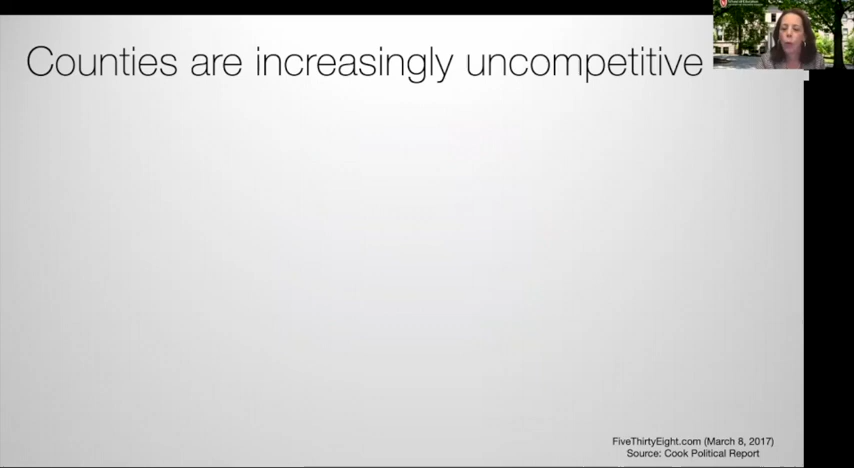 Counties are increasingly uncompetitive
FiveThirtyEight.com (March 8, 2017)
Source: Cook Political Report